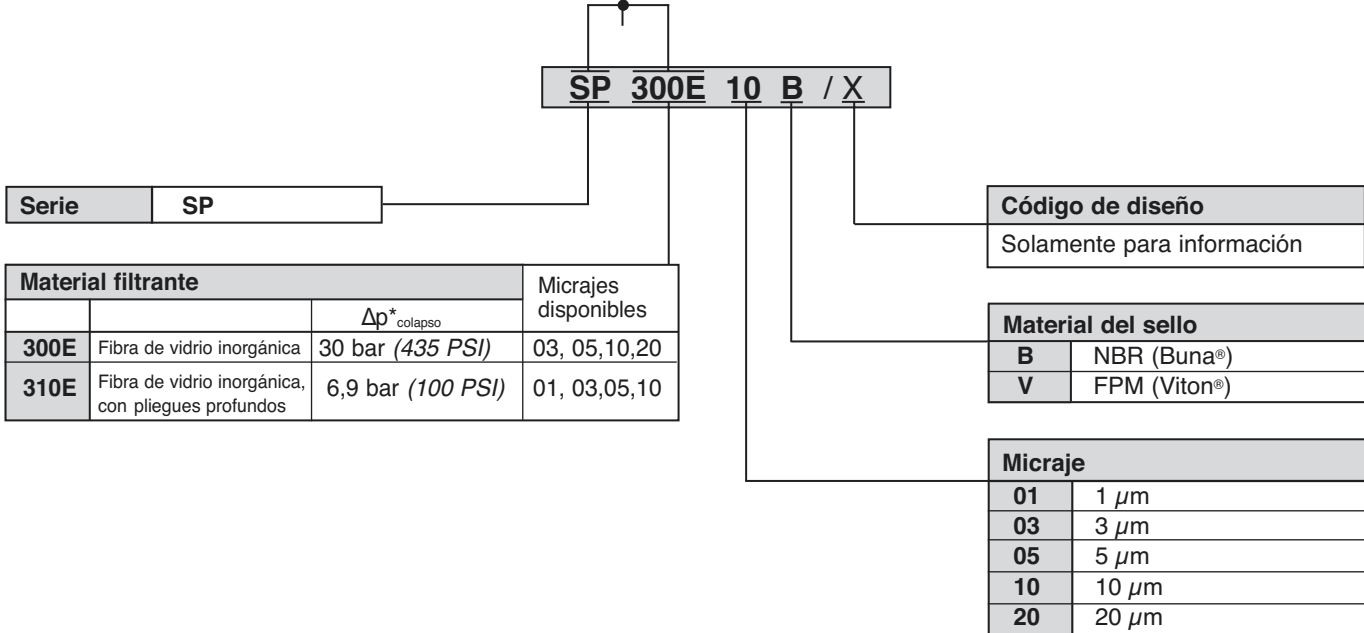 SP 300E 10 B / X
Serie SP
Material filtrante Micrajes disponibles
Δp*colapso
300E Fibra de vidrio inorgánica 30 bar (435 PSI) 03, 05,10,20
310E Fibra de vidrio inorgánica, con pliegues profundos 6,9 bar (100 PSI) 01, 03,05,10
Código de diseño
Solamente para información
Material del sello
B NBR (Buna®)
V FPM (Viton®)
Micraje
01 1 µm
03 3 µm
05 5 µm
10 10 µm
20 20 µm